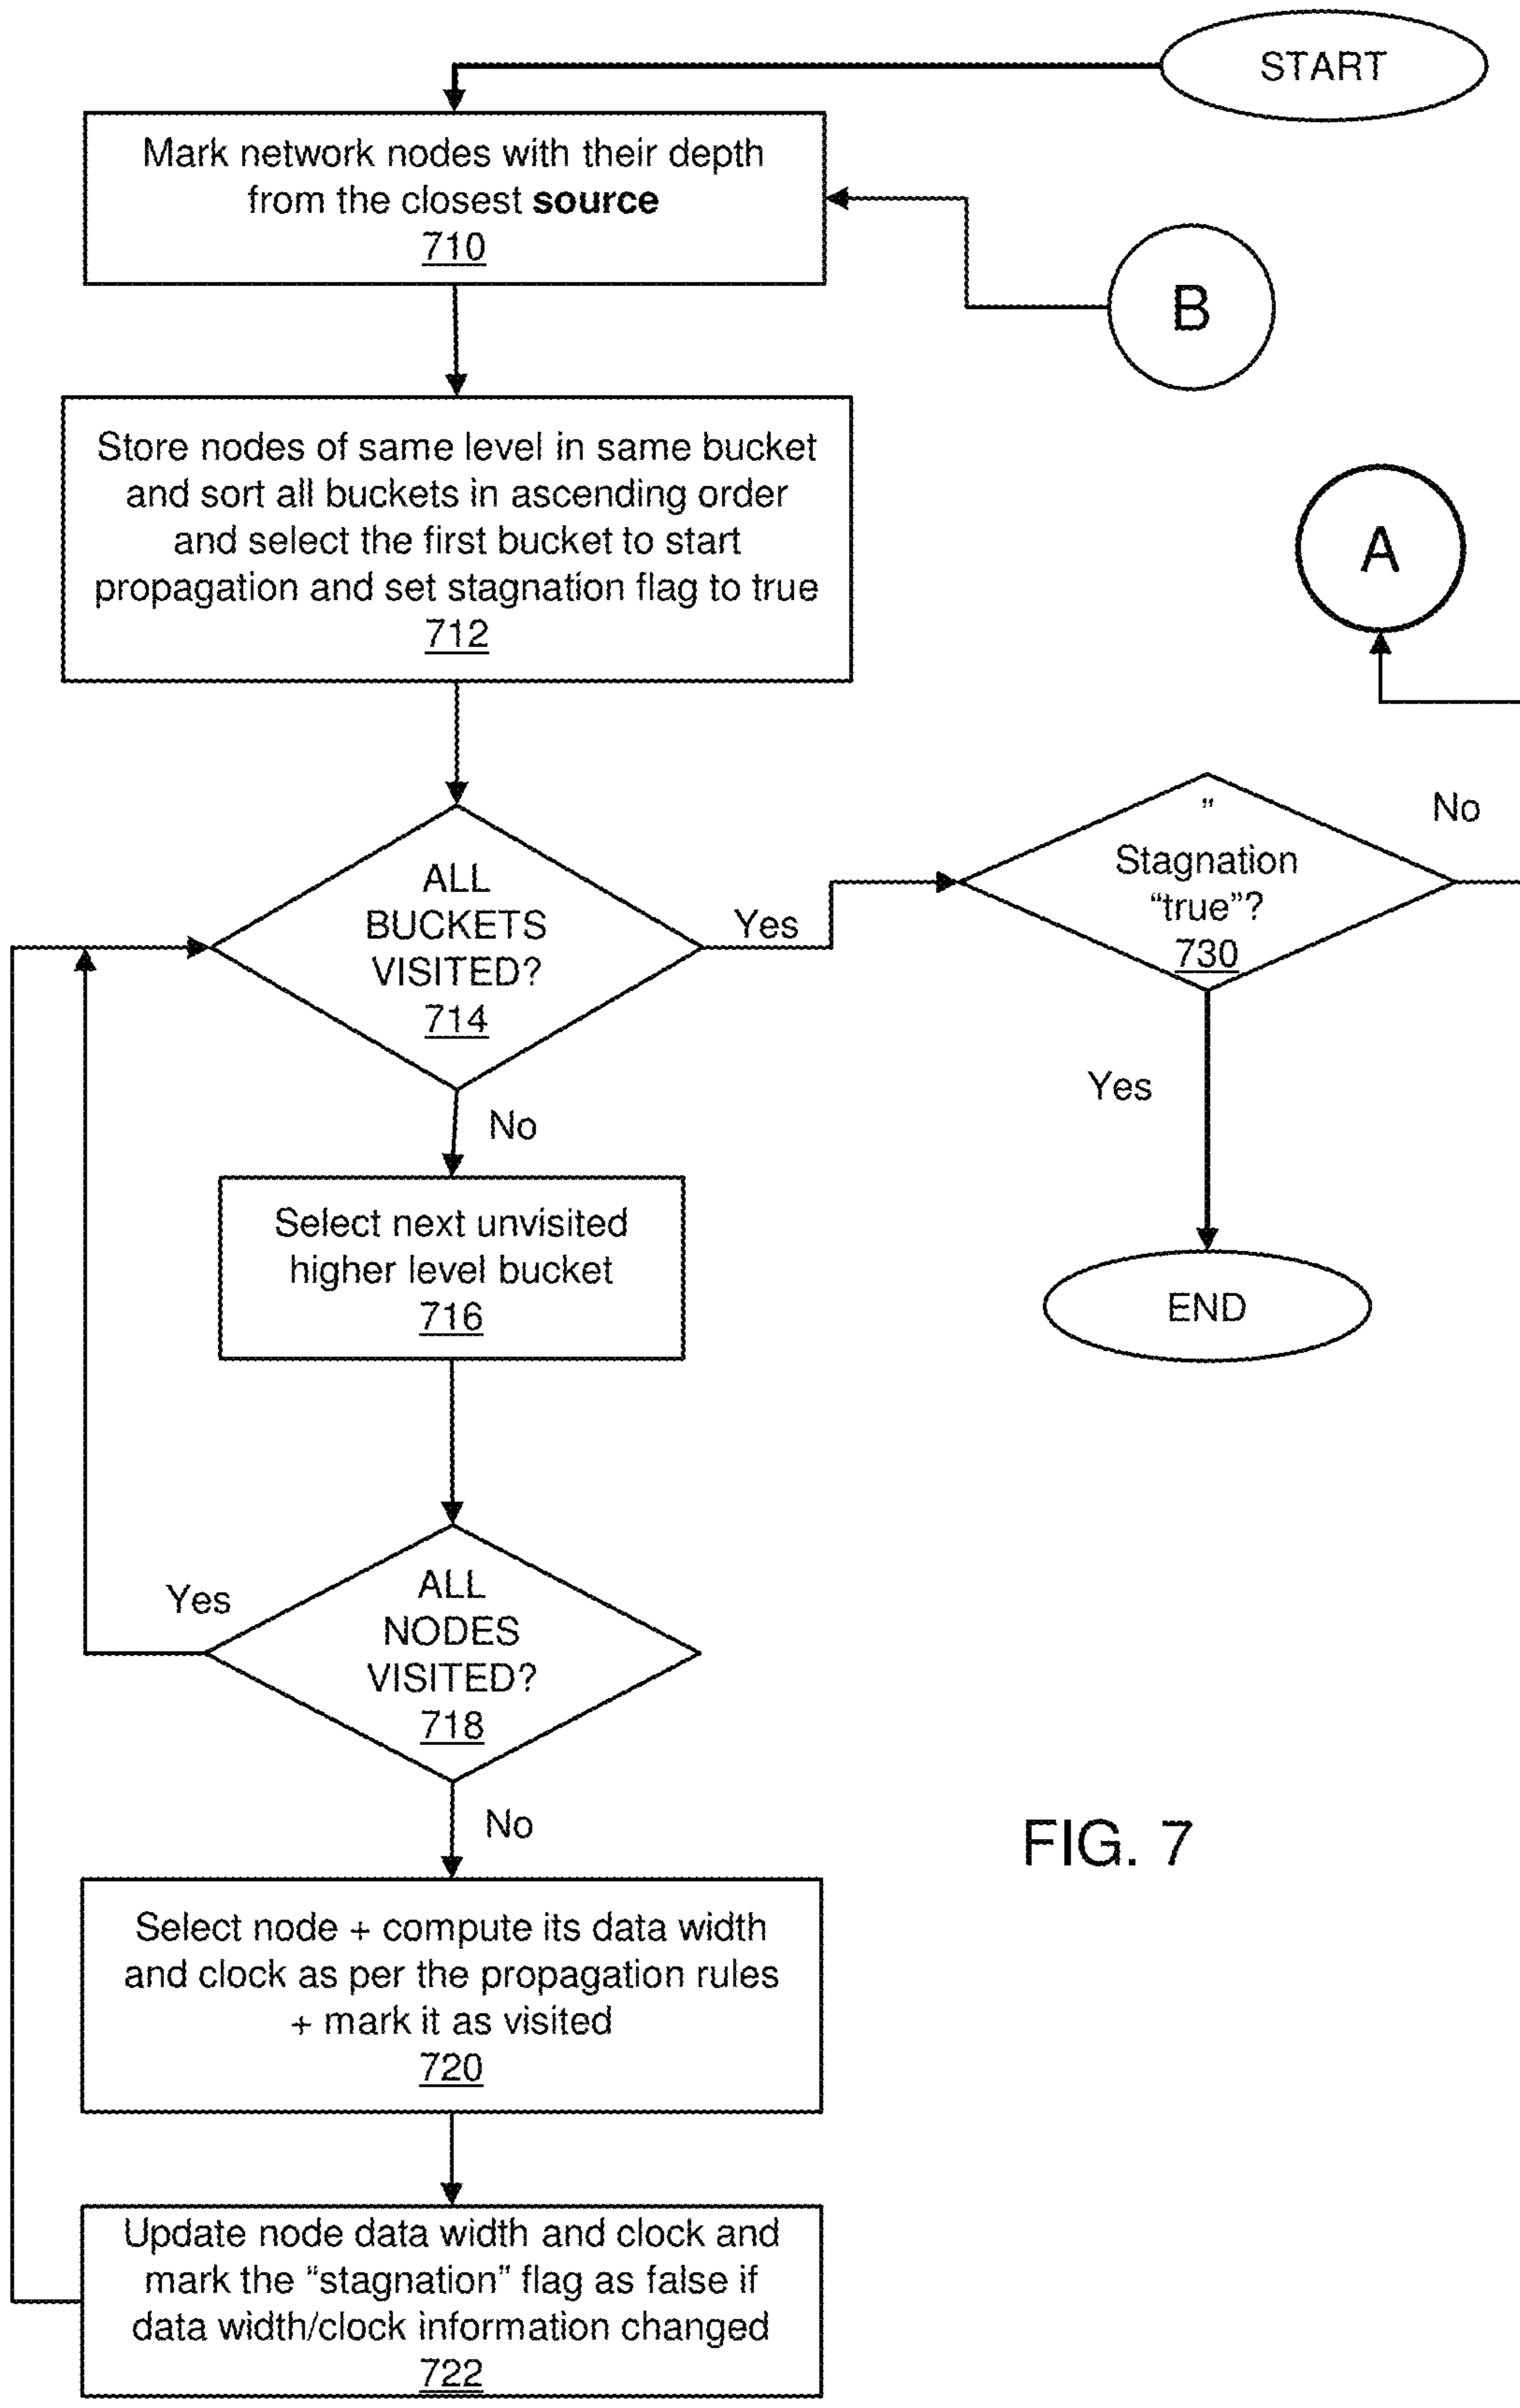 START
Mark network nodes with their depth
from the closest source
710
B
Store nodes of same level in same bucket
and sort all buckets in ascending order
and select the first bucket to start
propagation and set stagnation flag to true
712
A
ALL
BUCKETS
VISITED?
714
Yes
”
Stagnation
“true”?
730
No
Yes
END
No
Select next unvisited
higher level bucket
716
ALL
NODES
VISITED?
718
Yes
No
Select node + compute its data width
and clock as per the propagation rules
+ mark it as visited
720
Update node data width and clock and
mark the “stagnation” flag as false if
data width/clock information changed
722
FIG. 7